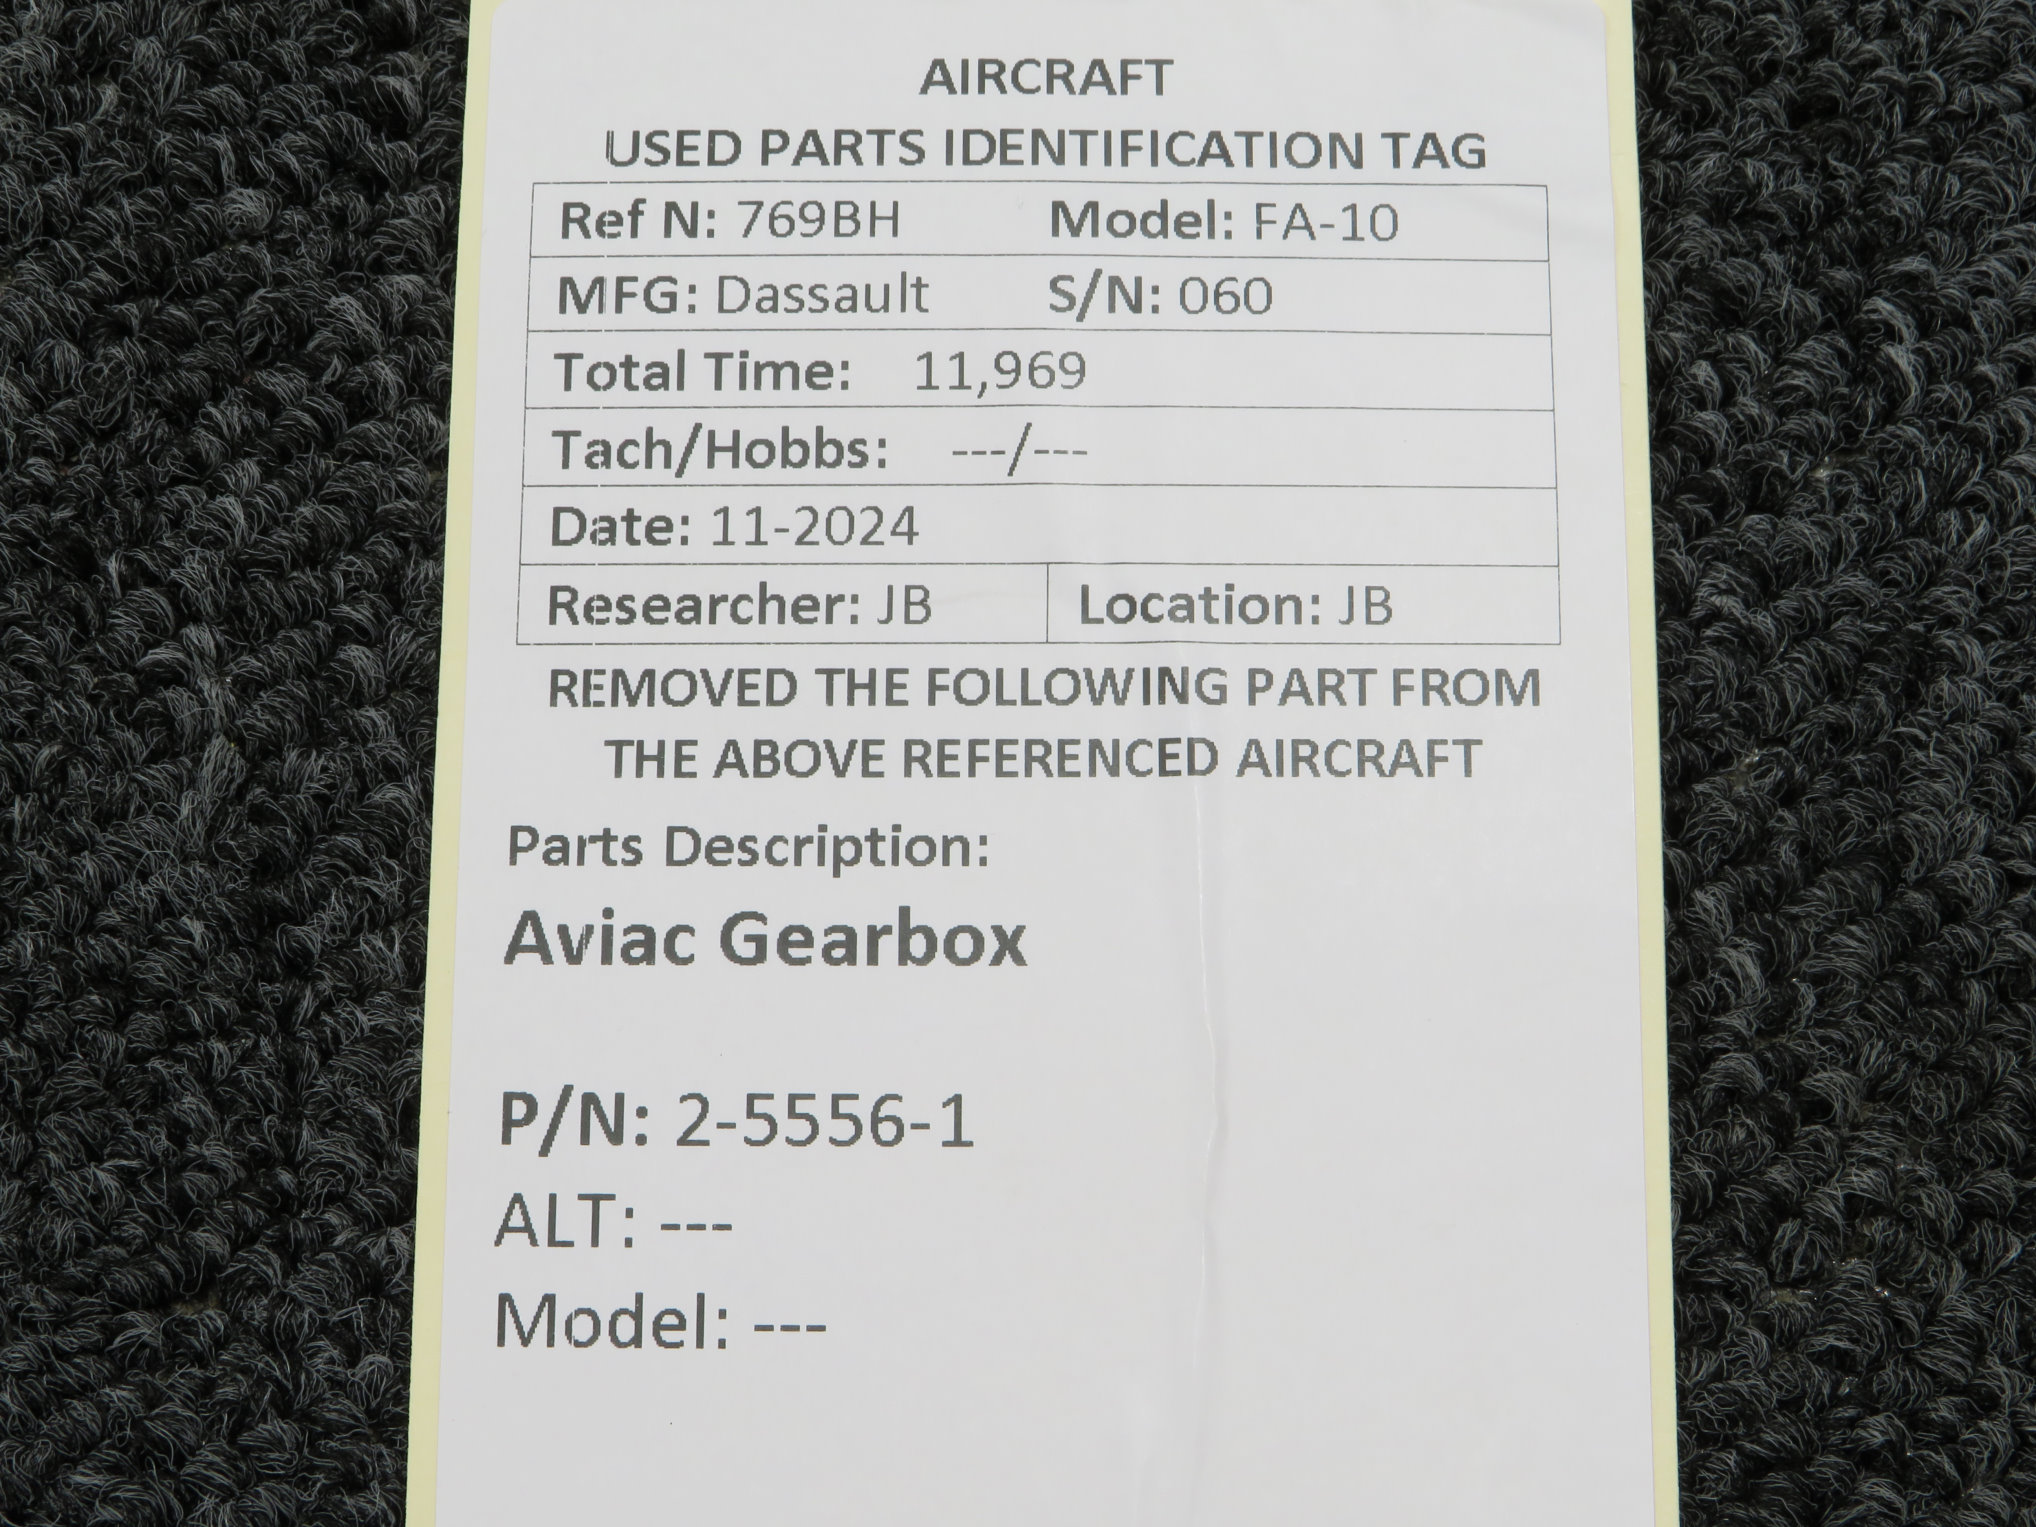 AIRCRAFT
USED PARTS IDENTIFICATION TAG
Ref N: 769BH Model: FA-10
MFG: Dassault S/N: 060
Total Time: 11,969
Tach/Hobbs: ---/---
Date: 11-2024
Researcher: JB Location: JB
REMOVED THE FOLLOWING PART FROM
THE ABOVE REFERENCED AIRCRAFT
Parts Description:
Aviac Gearbox
P/N: 2-5556-1
ALT: ---
Model: ---